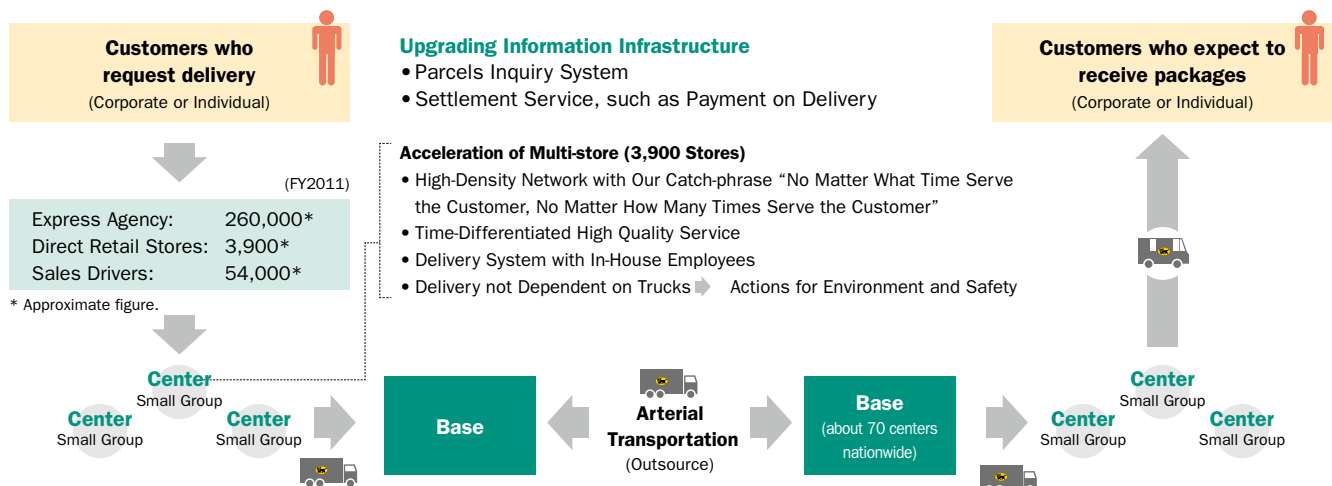 Customers who
request delivery
(Corporate or Individual)
Upgrading Information Infrastructure
• Parcels Inquiry System
• Settlement Service, such as Payment on Delivery
Customers who expect to
receive packages
(Corporate or Individual)
(FY2011)
Express Agency: 260,000*
Direct Retail Stores: 3,900*
Sales Drivers: 54,000*
* Approximate figure.
Acceleration of Multi-store (3,900 Stores)
• High-Density Network with Our Catch-phrase “No Matter What Time Serve
the Customer, No Matter How Many Times Serve the Customer”
• Time-Differentiated High Quality Service
• Delivery System with In-House Employees
• Delivery not Dependent on Trucks Actions for Environment and Safety
Center
Small Group
Center
Small Group
Center
Small Group
Base
Arterial
Transportation
(Outsource)
Base
(about 70 centers
nationwide)
Center
Small Group
Center
Small Group
Center
Small Group